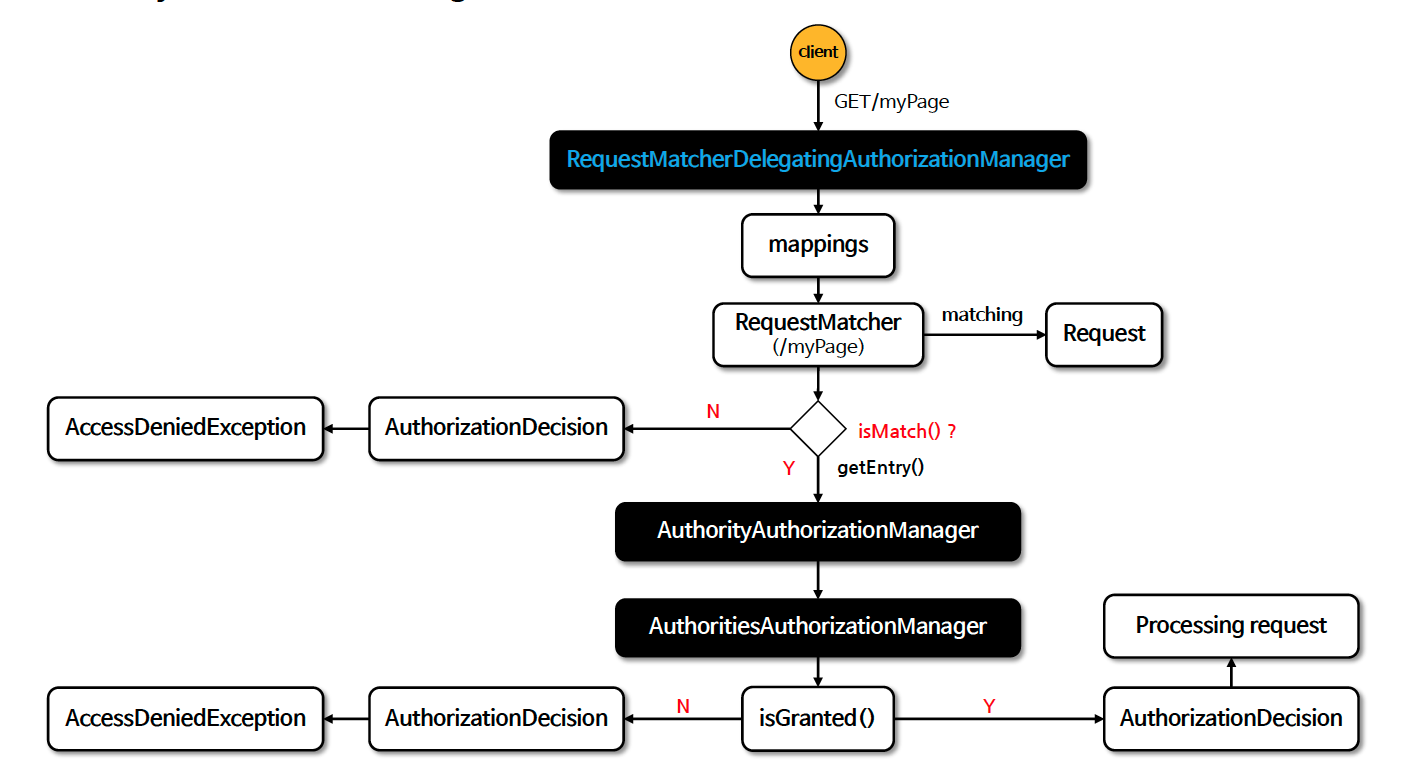 client
GET/myPage
RequestMatcherDelegatingAuthorizationManager
mappings
RequestMatcher
(/myPage)
matching
Request
AccessDeniedException
AuthorizationDecision
N
isMatch() ?
Y
getEntry()
AuthorityAuthorizationManager
AuthoritiesAuthorizationManager
Processing request
AccessDeniedException
AuthorizationDecision
N
isGranted()
Y
AuthorizationDecision